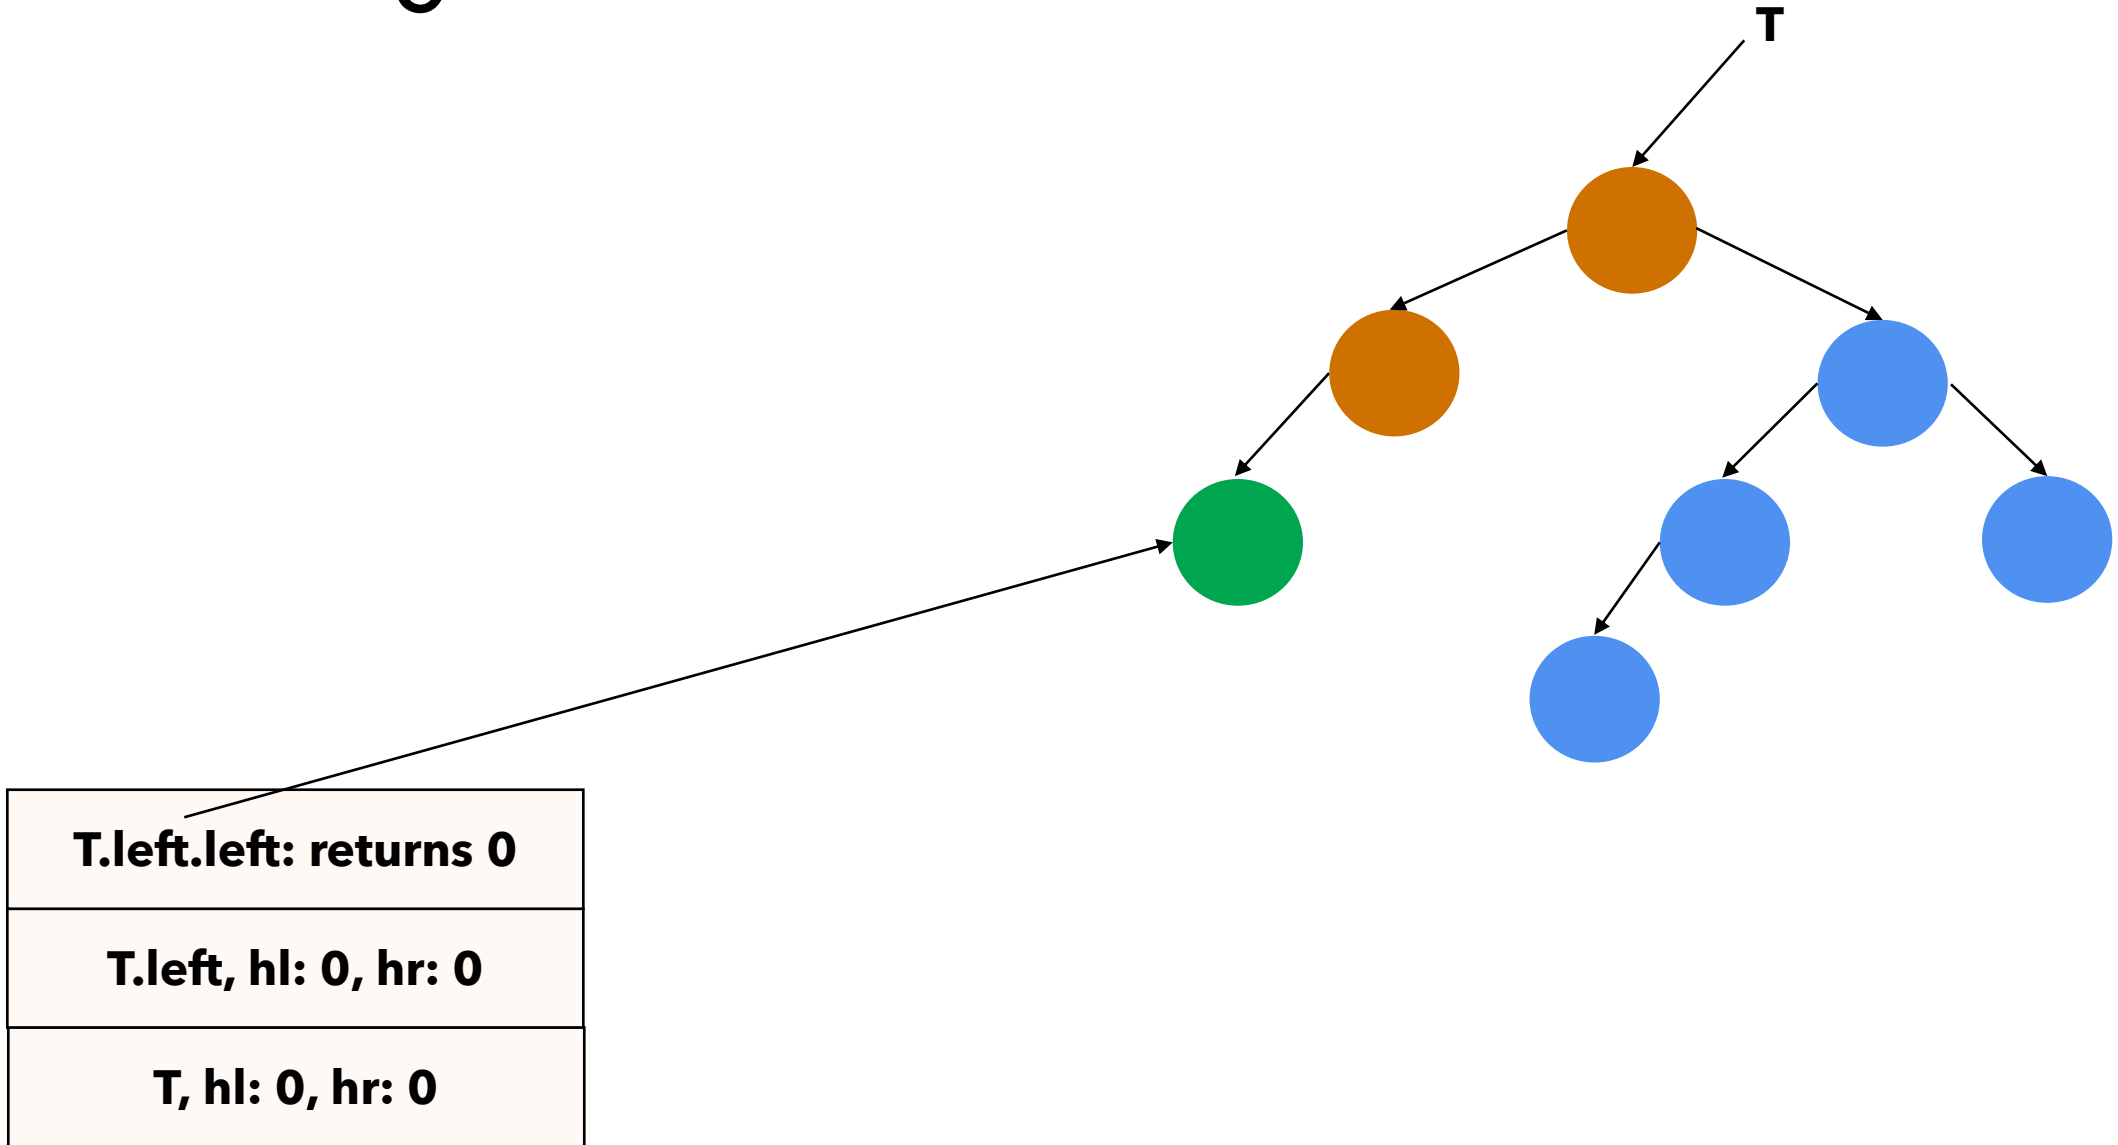 T
T.left.left: returns 0
T.left, hl: 0, hr: 0
T, hl: 0, hr: 0